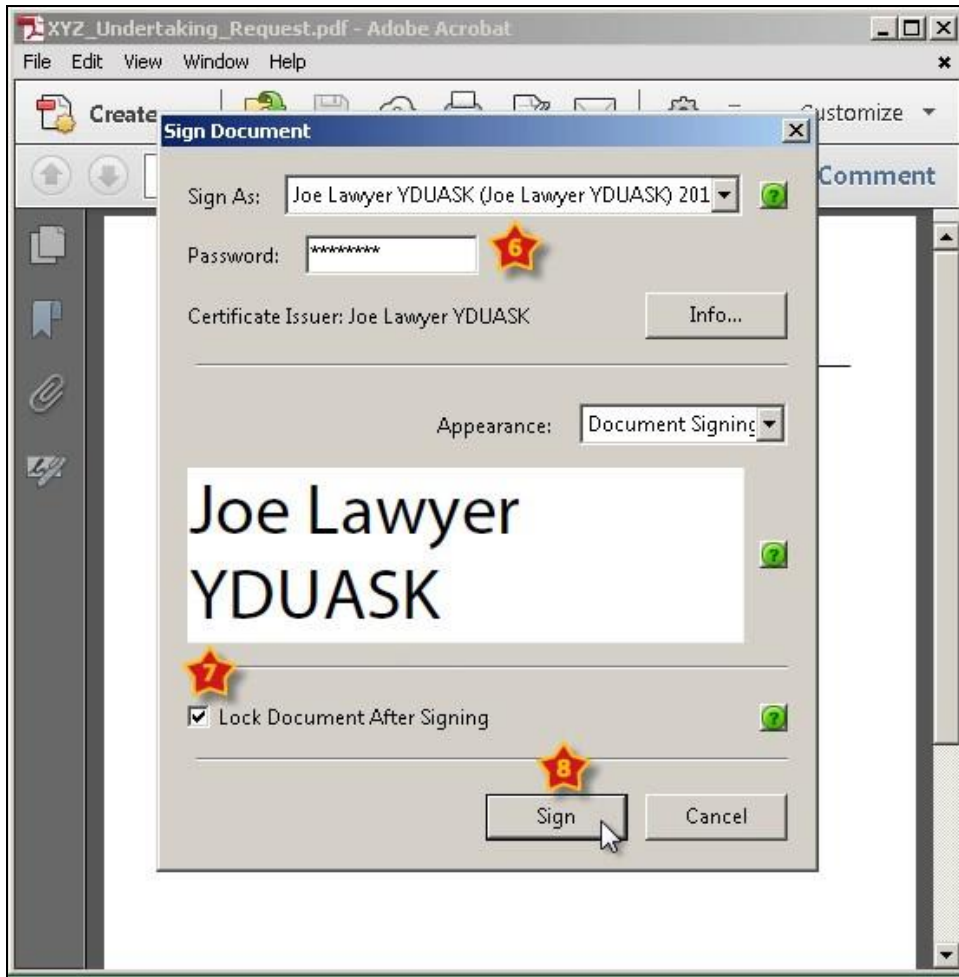 XYZ_Undertaking_Request.pdf - Adobe Acrobat
File Edit View Window Help
Create Customize
Comment
Sign Document
Sign As: Joe Lawyer YDUASK (Joe Lawyer YDUASK) 201
Password: ******** 6
Certificate Issuer: Joe Lawyer YDUASK Info...
Appearance: Document Signing
Joe Lawyer
YDUASK
7
Lock Document After Signing
8
Sign Cancel